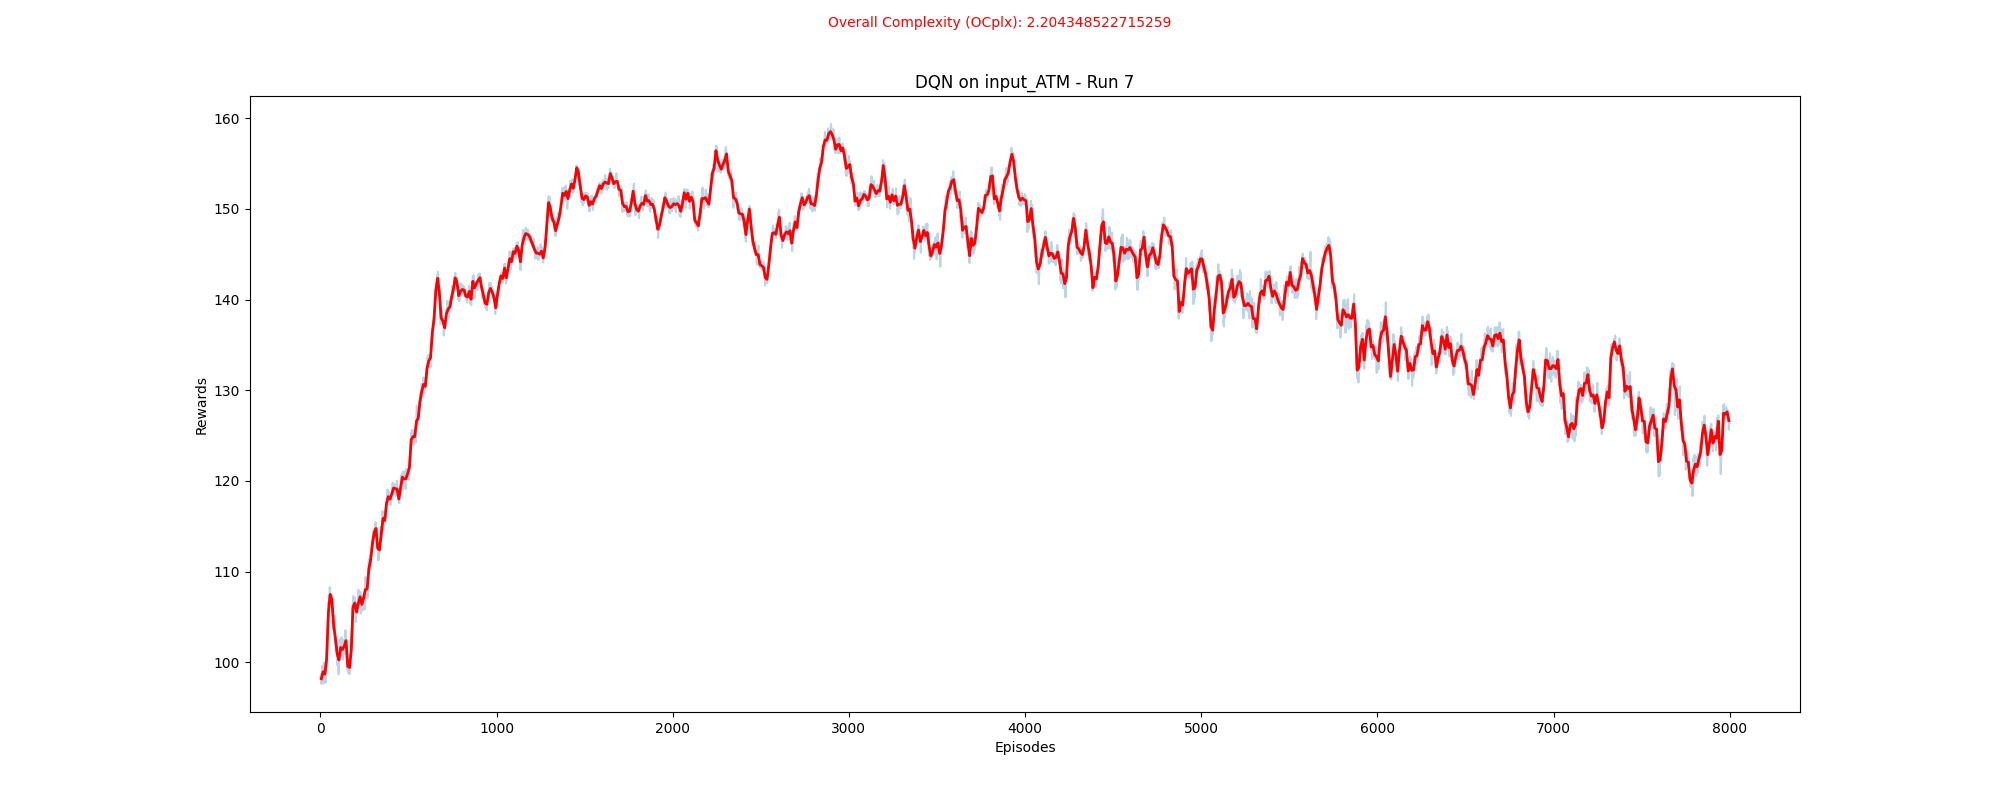 Overall Complexity (OCplx): 2.204348522715259
DQN on input_ATM - Run 7
160
150
140
130
120
110
100
Rewards
0 1000 2000 3000 4000 5000 6000 7000 8000
Episodes